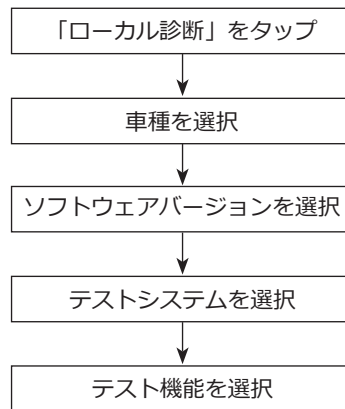 「ローカル診断」をタップ
車種を選択
ソフトウェアバージョンを選択
テストシステムを選択
テスト機能を選択